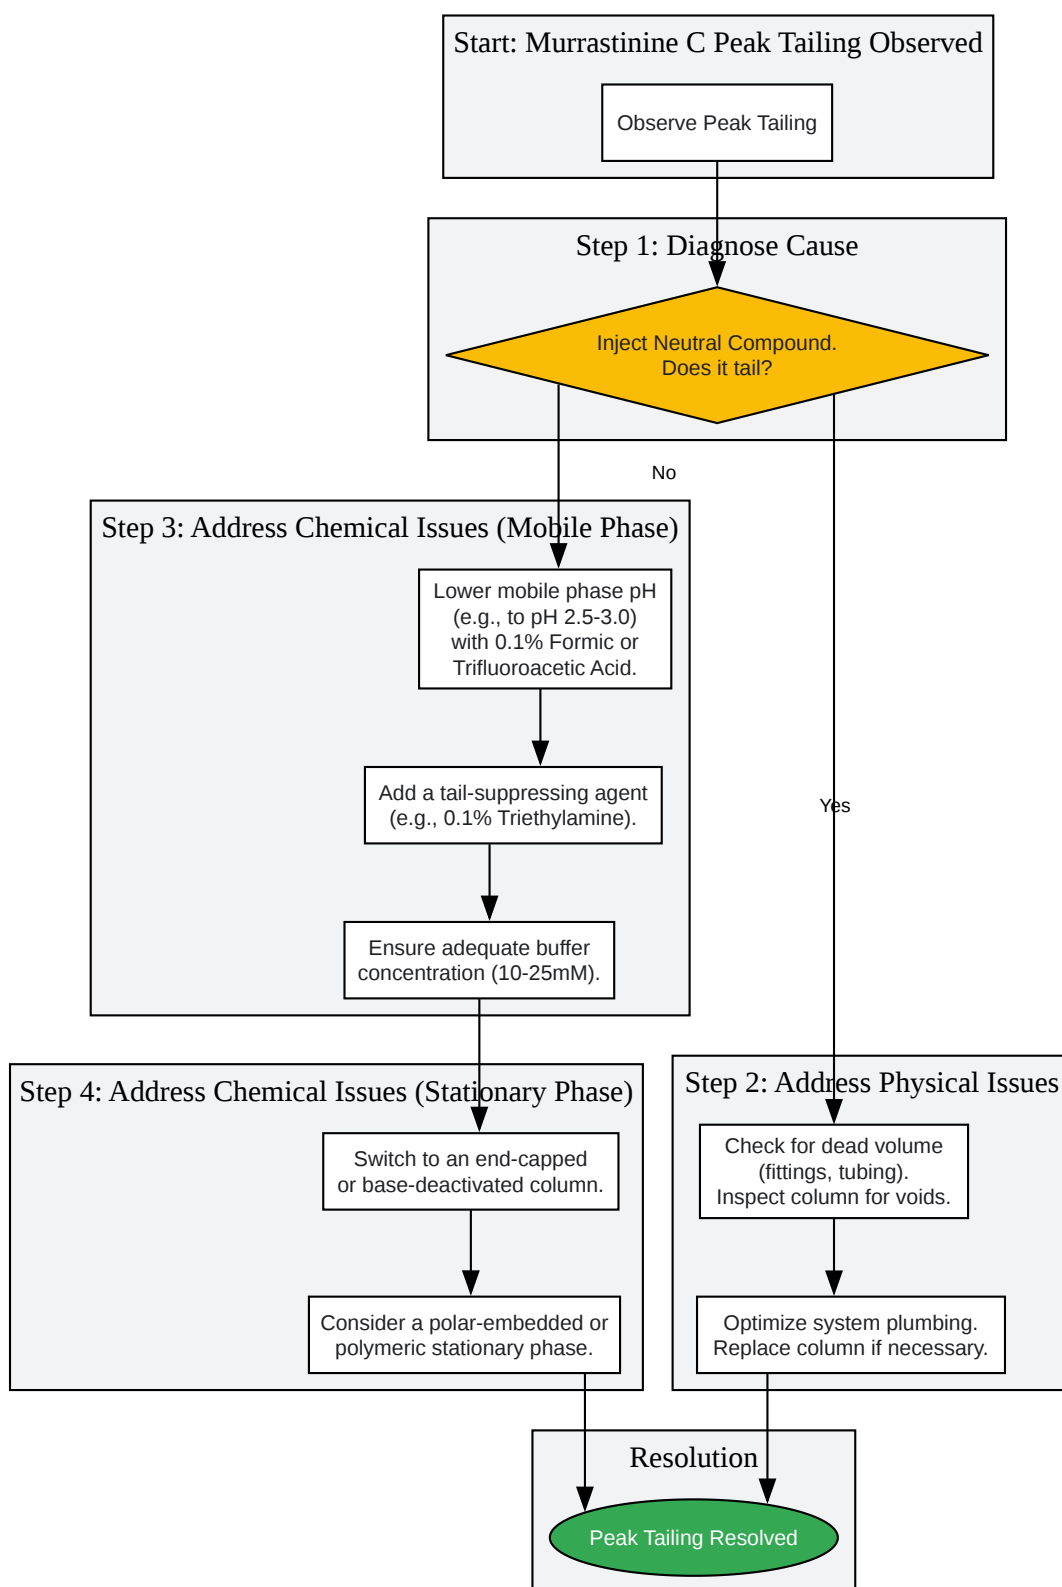 Start: Murrastinine C Peak Tailing Observed
Observe Peak Tailing
Step 1: Diagnose Cause
Inject Neutral Compound.
Does it tail?
No
Step 3: Address Chemical Issues (Mobile Phase)
Lower mobile phase pH
(e.g., to pH 2.5-3.0)
with 0.1% Formic or
Trifluoroacetic Acid.
Add a tail-suppressing agent
(e.g., 0.1% Triethylamine).
Yes
Ensure adequate buffer
concentration (10-25mM).
Step 4: Address Chemical Issues (Stationary Phase)
Switch to an end-capped
or base-deactivated column.
Consider a polar-embedded or
polymeric stationary phase.
Step 2: Address Physical Issues
Check for dead volume
(fittings, tubing).
Inspect column for voids.
Optimize system plumbing.
Replace column if necessary.
Resolution
Peak Tailing Resolved